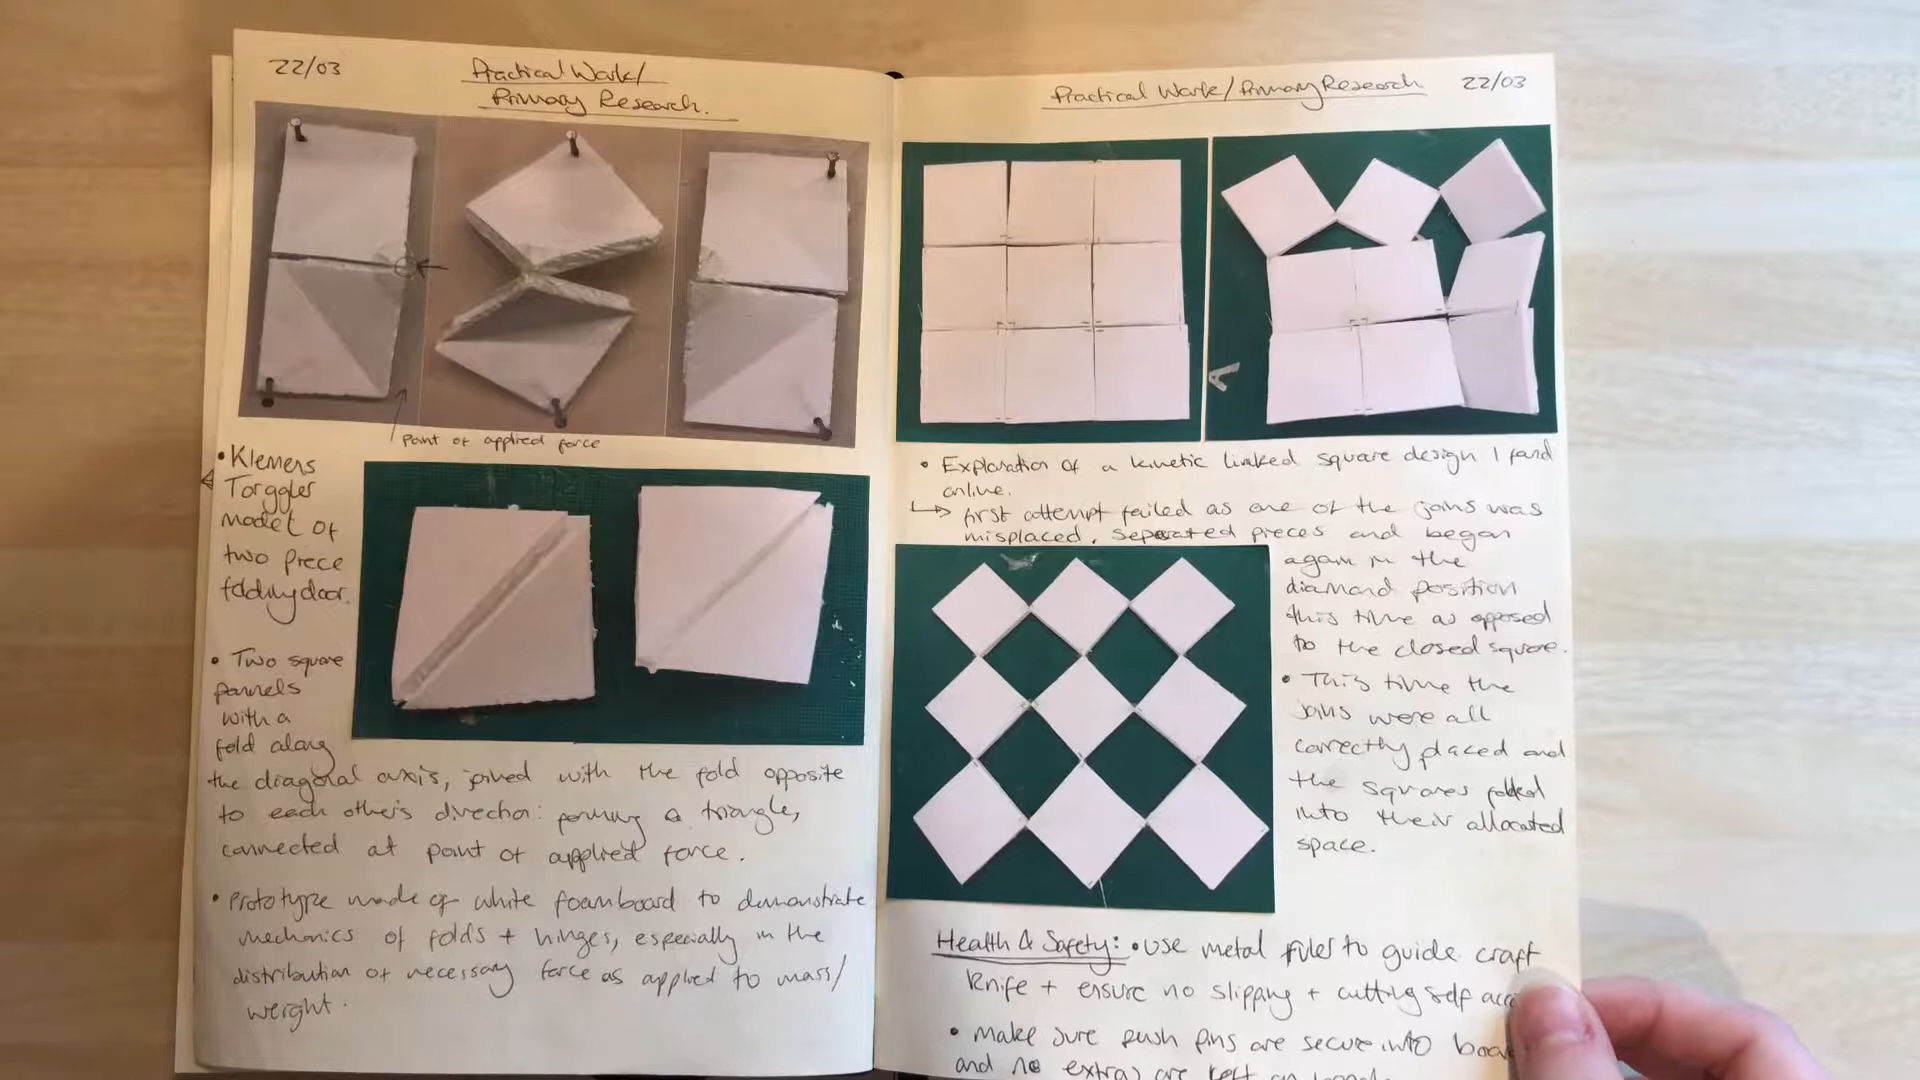 22/03
Practical Work/
Primary Research.
point of applied force
• Klemens
Torggler
model of
two piece
folding door.
• Two square
pannels
with a
fold along
the diagonal axis, joined with the fold opposite
to each other's direction: forming a triangle,
connected at point of applied force.
• Prototype made of white foamboard to demonstrate
mechanics of folds + hinges, especially in the
distribution of necessary force as applied to mass/
weight.
Practical Work/Primary Research
22/03
• Exploration of a kinetic linked square design I found
online.
↳ first attempt failed as one of the joins was
misplaced. Seperated pieces and began
again in the
diamond position
this time as opposed
to the closed square.
• This time the
joins were all
correctly placed and
the squares folded
into their allocated
space.
Health & Safety: • Use metal ruler to guide craft
knife + ensure no slipping + cutting self
• Make sure push pins are secure into
and no extras are kept on